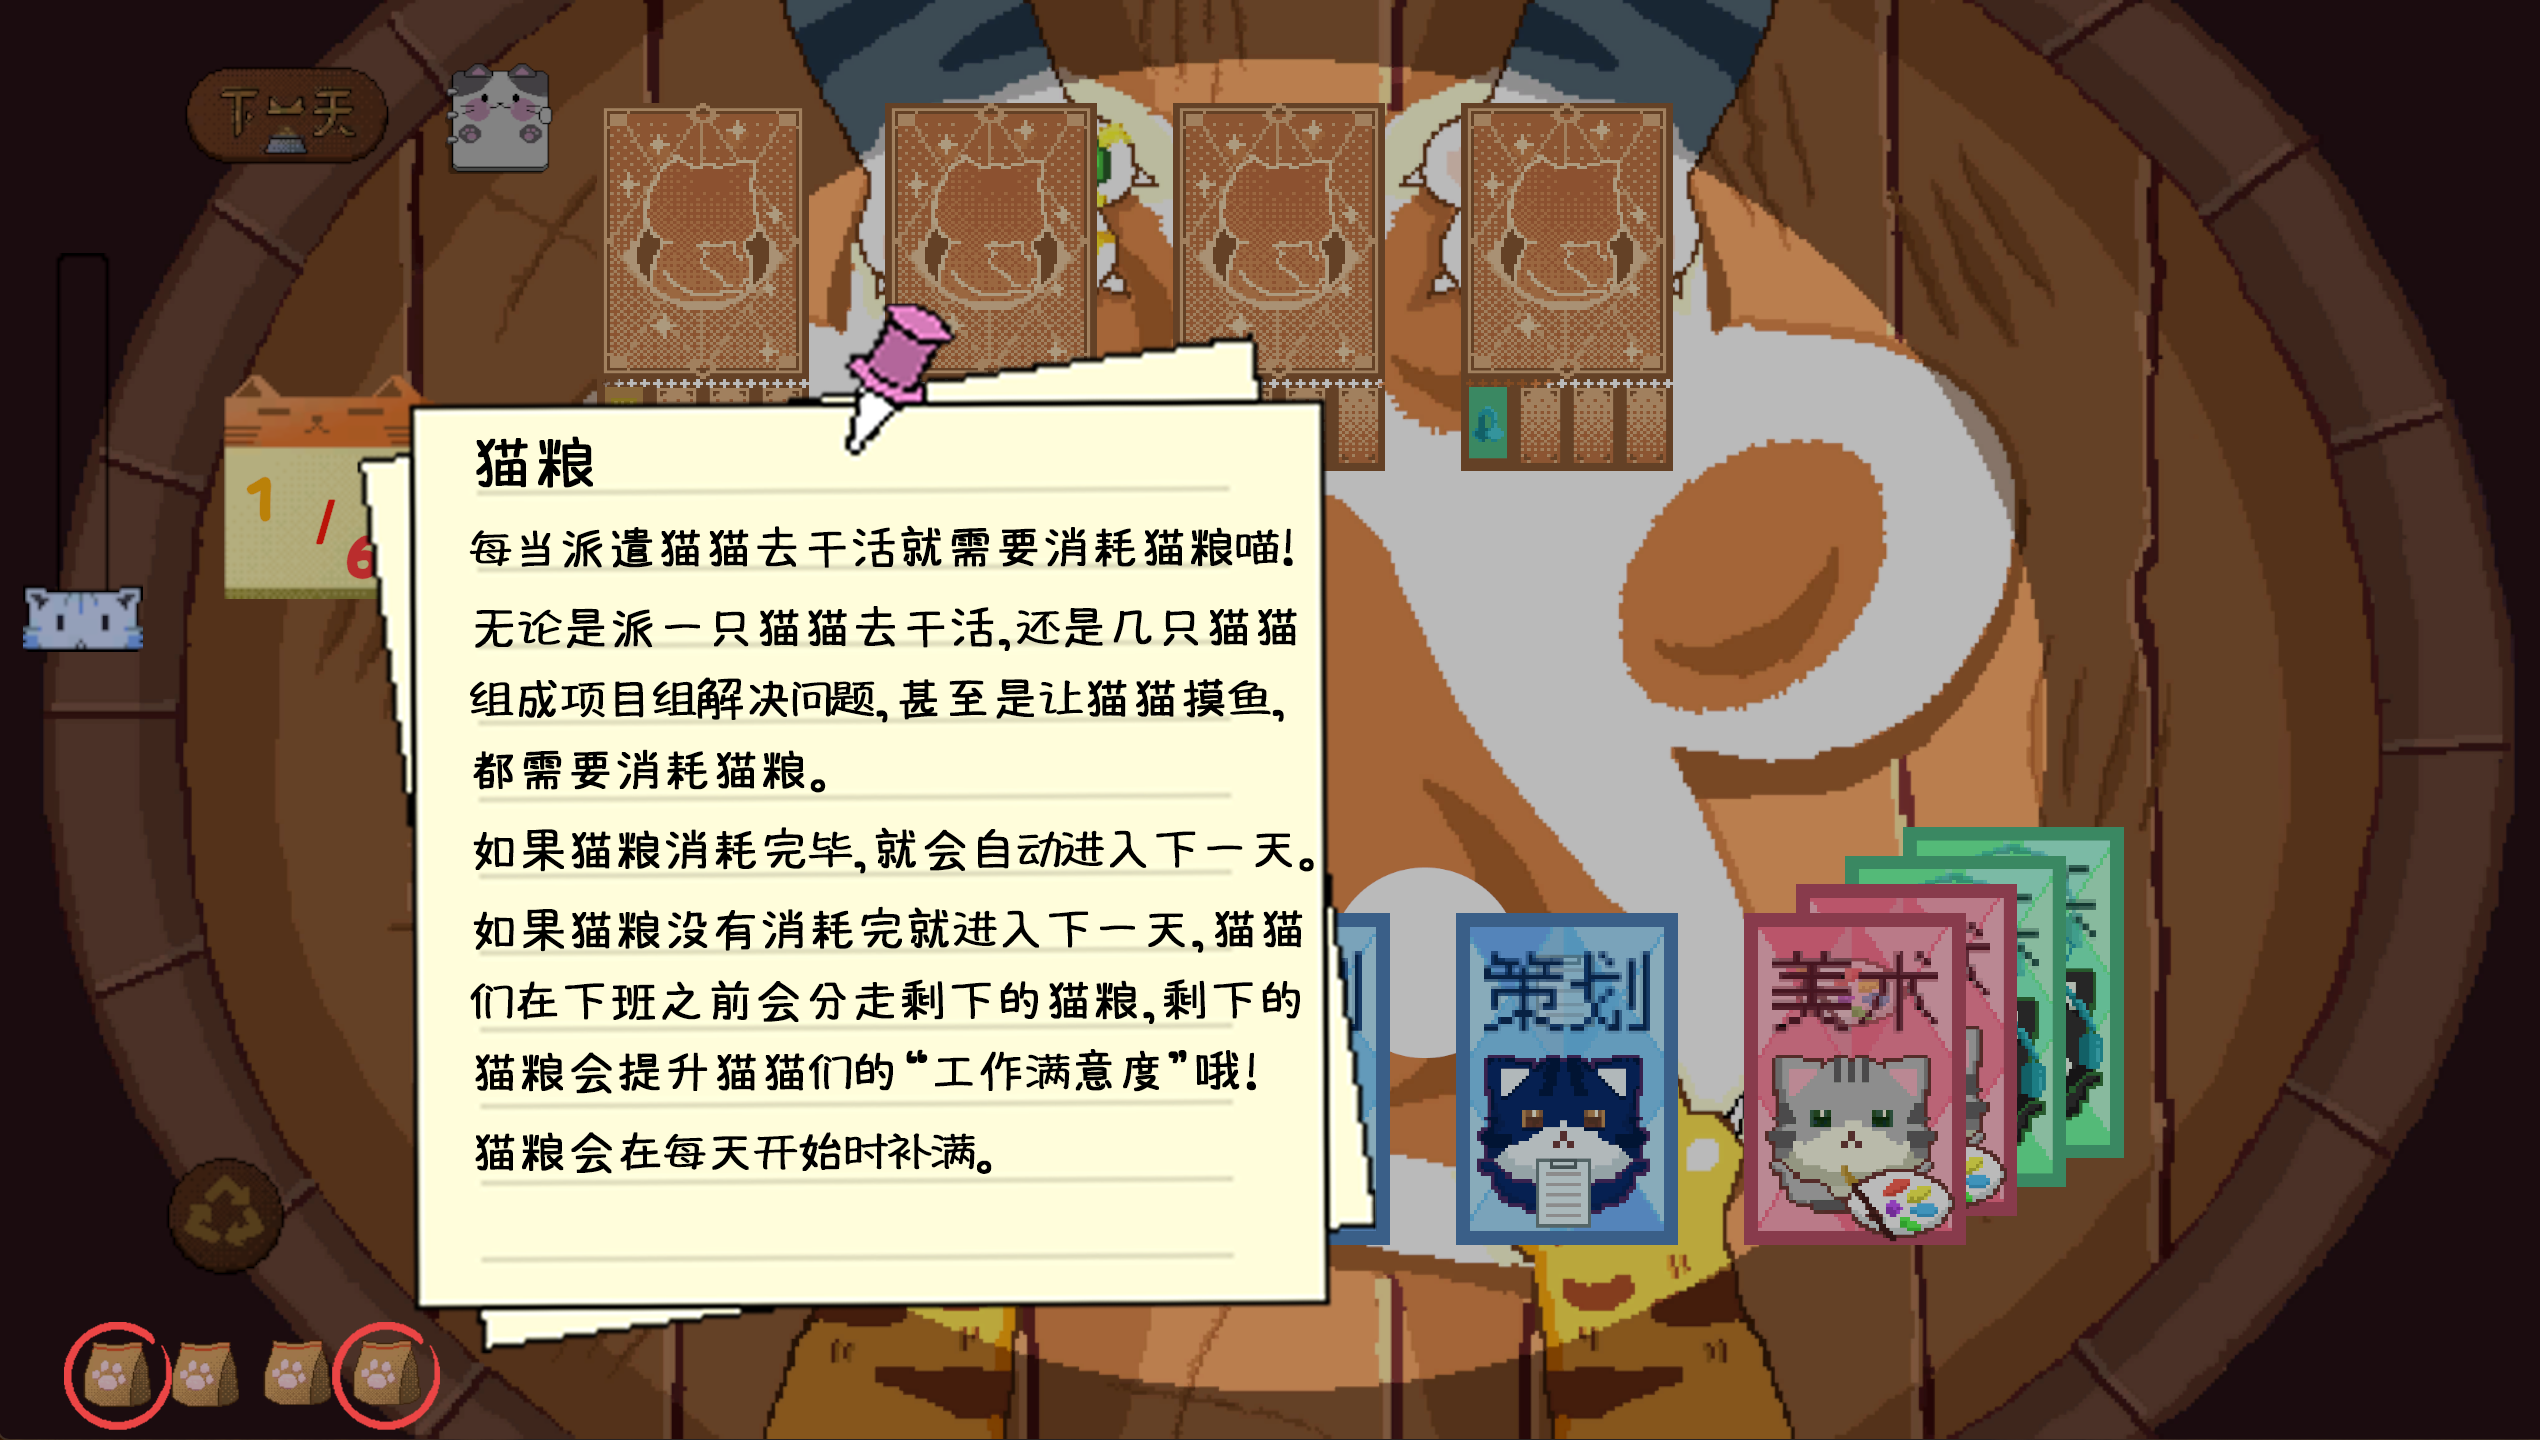 下一天
1
/
6
猫粮
每当派遣猫猫去干活就需要消耗猫粮喵!
无论是派一只猫猫去干活,还是几只猫猫
组成项目组解决问题,甚至是让猫猫摸鱼,
都需要消耗猫粮。
如果猫粮消耗完毕,就会自动进入下一天。
如果猫粮没有消耗完就进入下一天,猫猫
们在下班之前会分走剩下的猫粮,剩下的
猫粮会提升猫猫们的“工作满意度”哦!
猫粮会在每天开始时补满。
策划
美术